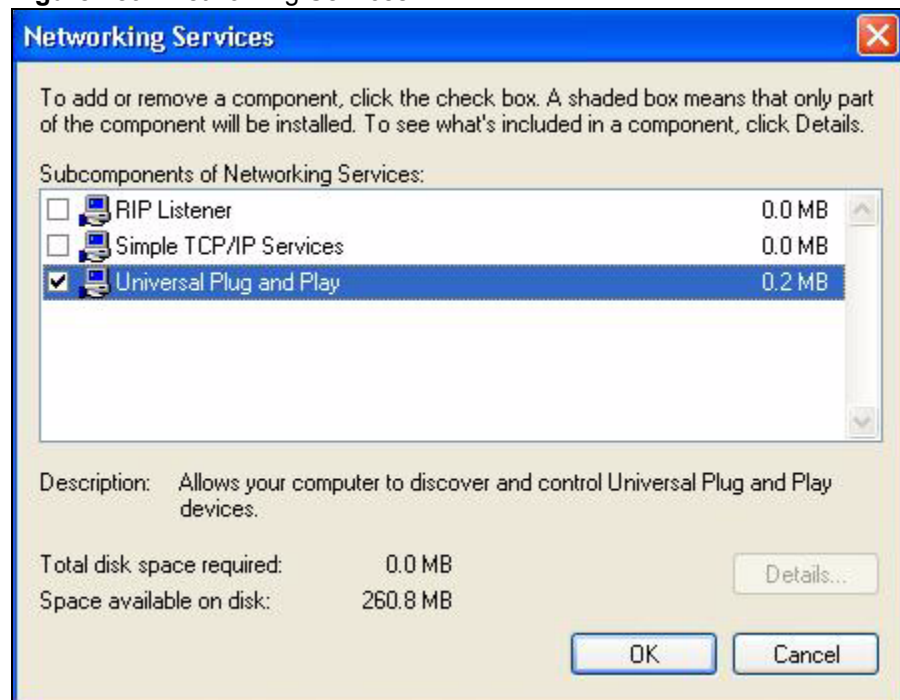 Networking Services
To add or remove a component, click the check box. A shaded box means that only part
of the component will be installed. To see what's included in a component, click Details.
Subcomponents of Networking Services:
RIP Listener 0.0 MB
Simple TCP/IP Services 0.0 MB
Universal Plug and Play 0.2 MB
Description: Allows your computer to discover and control Universal Plug and Play
devices.
Total disk space required: 0.0 MB
Details...
Space available on disk: 260.8 MB
OK Cancel